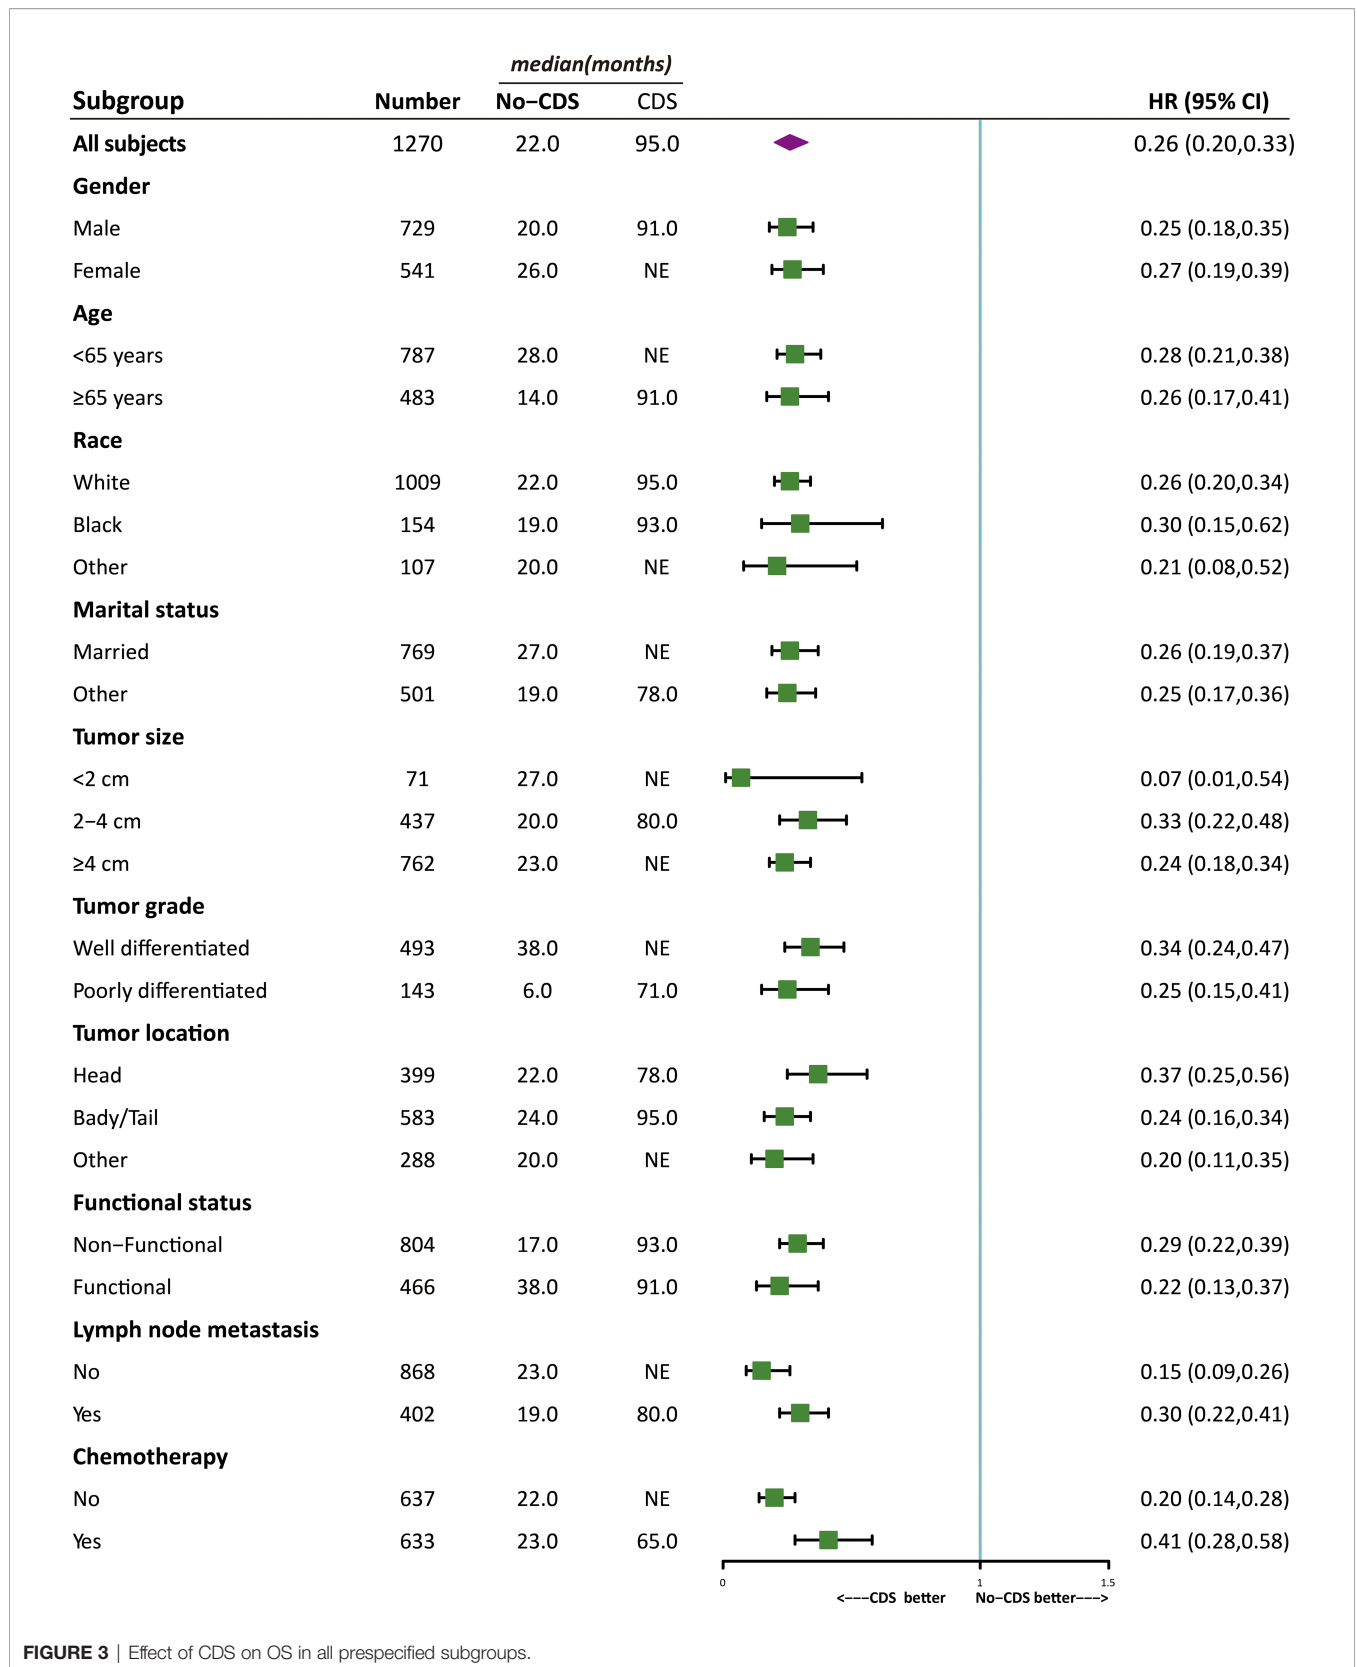 median(months)
Subgroup Number No−CDS CDS HR (95% CI)
All subjects 1270 22.0 95.0 0.26 (0.20,0.33)
Gender
Male 729 20.0 91.0 0.25 (0.18,0.35)
Female 541 26.0 NE 0.27 (0.19,0.39)
Age
<65 years 787 28.0 NE 0.28 (0.21,0.38)
≥65 years 483 14.0 91.0 0.26 (0.17,0.41)
Race
White 1009 22.0 95.0 0.26 (0.20,0.34)
Black 154 19.0 93.0 0.30 (0.15,0.62)
Other 107 20.0 NE 0.21 (0.08,0.52)
Marital status
Married 769 27.0 NE 0.26 (0.19,0.37)
Other 501 19.0 78.0 0.25 (0.17,0.36)
Tumor size
<2 cm 71 27.0 NE 0.07 (0.01,0.54)
2−4 cm 437 20.0 80.0 0.33 (0.22,0.48)
≥4 cm 762 23.0 NE 0.24 (0.18,0.34)
Tumor grade
Well differentiated 493 38.0 NE 0.34 (0.24,0.47)
Poorly differentiated 143 6.0 71.0 0.25 (0.15,0.41)
Tumor location
Head 399 22.0 78.0 0.37 (0.25,0.56)
Bady/Tail 583 24.0 95.0 0.24 (0.16,0.34)
Other 288 20.0 NE 0.20 (0.11,0.35)
Functional status
Non−Functional 804 17.0 93.0 0.29 (0.22,0.39)
Functional 466 38.0 91.0 0.22 (0.13,0.37)
Lymph node metastasis
No 868 23.0 NE 0.15 (0.09,0.26)
Yes 402 19.0 80.0 0.30 (0.22,0.41)
Chemotherapy
No 637 22.0 NE 0.20 (0.14,0.28)
Yes 633 23.0 65.0 0.41 (0.28,0.58)
0 1 1.5
<−−−CDS better No−CDS better−−−>
FIGURE 3 | Effect of CDS on OS in all prespecified subgroups.